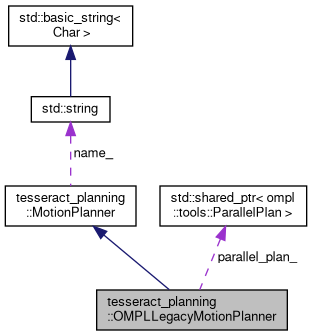 std::basic_string<
Char >
std::string
name_
tesseract_planning
::MotionPlanner
std::shared_ptr< ompl
::tools::ParallelPlan >
parallel_plan_
tesseract_planning
::OMPLLegacyMotionPlanner